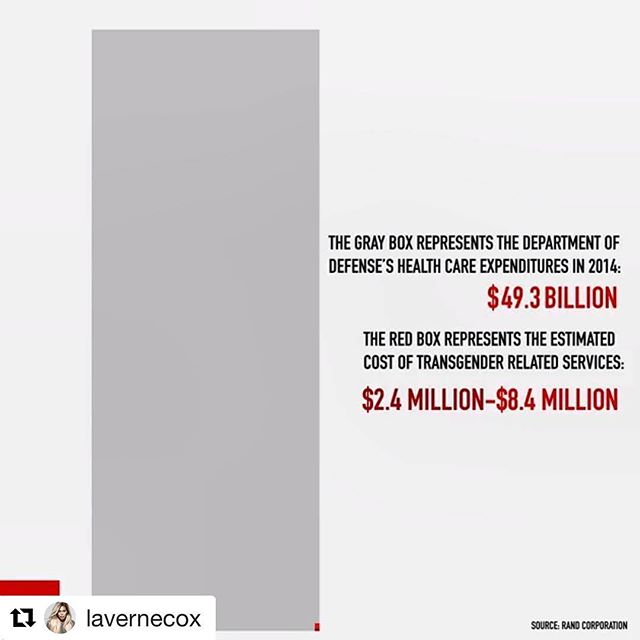 THE GRAY BOX REPRESENTS THE DEPARTMENT OF
DEFENSE'S HEALTH CARE EXPENDITURES IN 2014:
$49.3 BILLION
THE RED BOX REPRESENTS THE ESTIMATED
COST OF TRANSGENDER RELATED SERVICES:
$2.4 MILLION-$8.4 MILLION
lavernecox
SOURCE: RAND CORPORATION